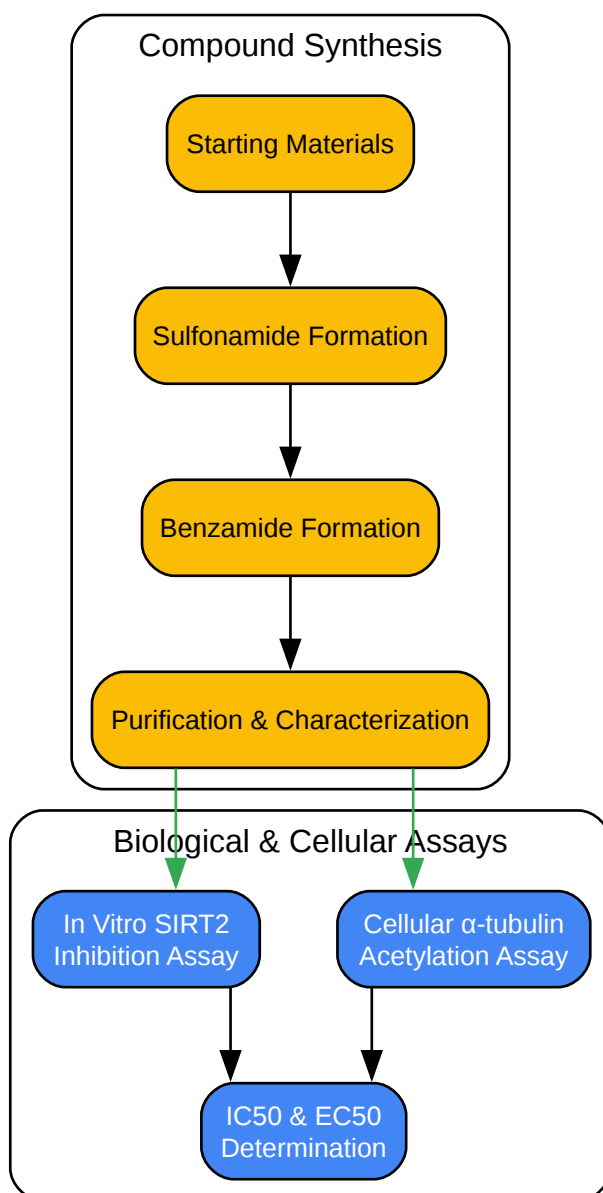 Compound Synthesis
Starting Materials
Sulfonamide Formation
Benzamide Formation
Purification & Characterization
Biological & Cellular Assays
In Vitro SIRT2
Inhibition Assay
Cellular α-tubulin
Acetylation Assay
IC50 & EC50
Determination